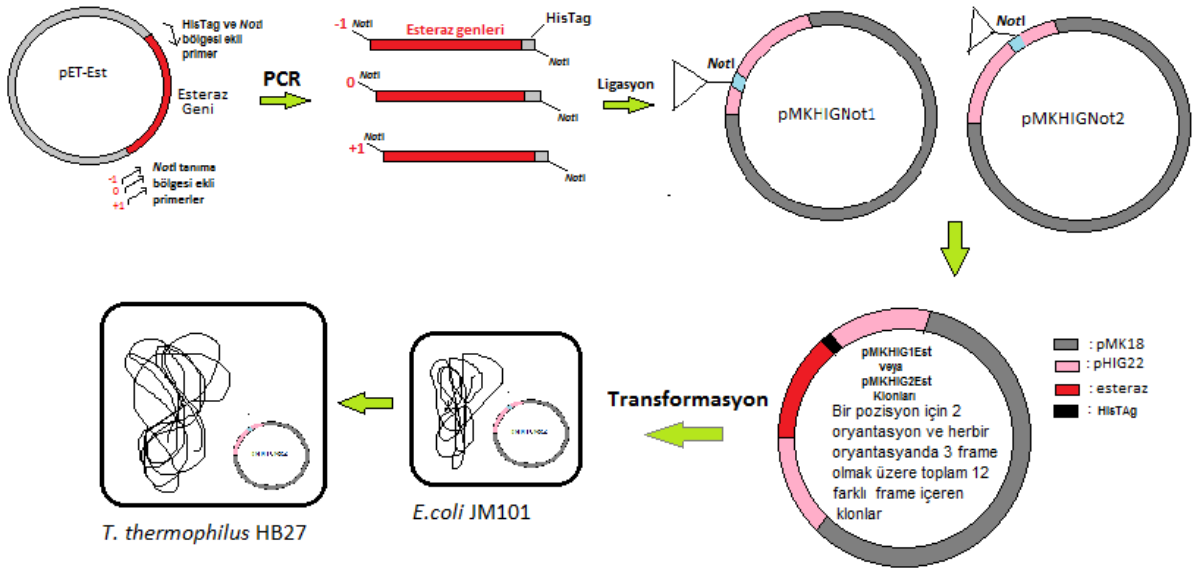 HisTag ve NotI
bölgesi ekli
primer
pET-Est
Esteraz
Geni
-1
0
+1
NotI tanıma
bölgesi ekli
primerler
PCR
-1 NotI
Esteraz genleri
HisTag
NotI
0 NotI
NotI
+1 NotI
NotI
Ligasyon
NotI
pMKHIGNot1
NotI
pMKHIGNot2
pMKHIG1Est
veya
pMKHIG2Est
Klonları
Bir pozisyon için 2
oryantasyon ve herbir
oryantasyanda 3 frame
olmak üzere toplam 12
farklı frame içeren
klonlar
: pMK18
: pHIG22
: esteraz
: HisTAg
Transformasyon
E.coli JM101
T. thermophilus HB27